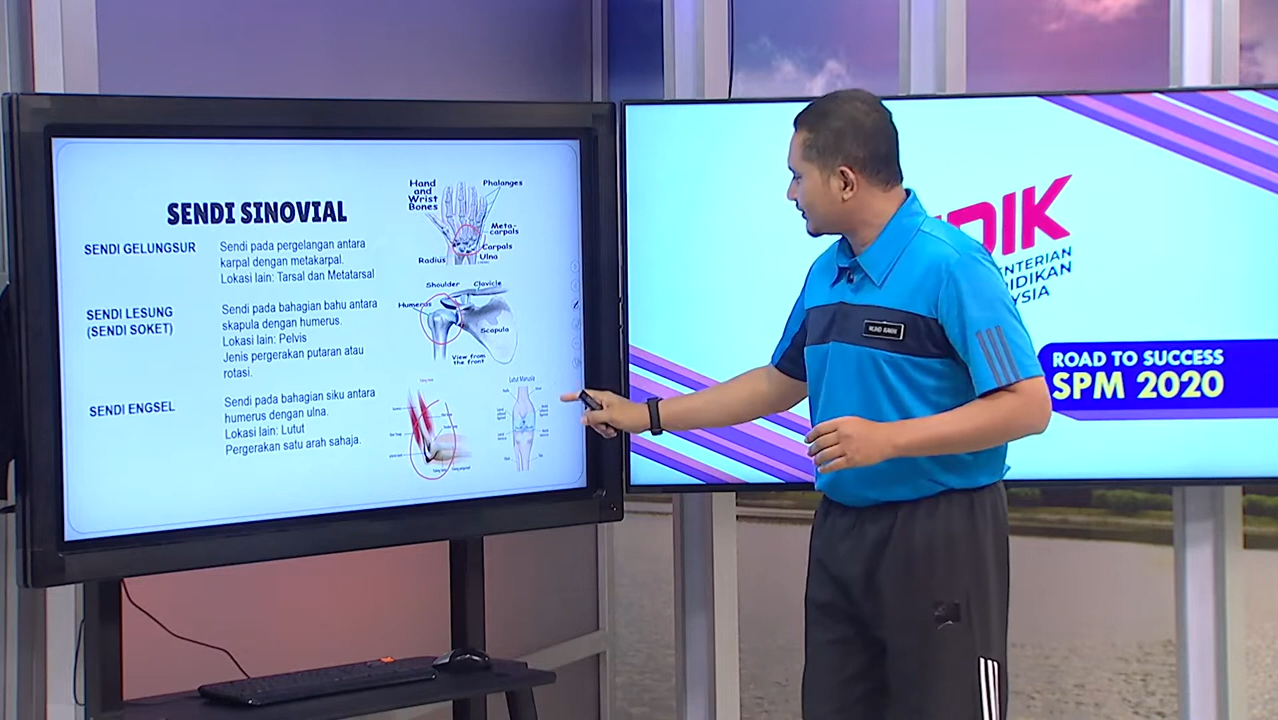 SENDI SINOVIAL
SENDI GELUNGSUR
Sendi pada pergelangan antara
karpal dengan metakarpal.
Lokasi lain: Tarsal dan Metatarsal
SENDI LESUNG
(SENDI SOKET)
Sendi pada bahagian bahu antara
skapula dengan humerus.
Lokasi lain: Pelvis
Jenis pergerakan putaran atau
rotasi.
SENDI ENGSEL
Sendi pada bahagian siku antara
humerus dengan ulna.
Lokasi lain: Lutut
Pergerakan satu arah sahaja.
Hand
and
Wrist
Bones
Phalanges
Meta-
carpals
Carpals
Ulna
Radius
Shoulder
Clavicle
Humerus
Scapula
View from
the front
Lutut Manusia
DIK
ROAD TO SUCCESS
SPM 2020